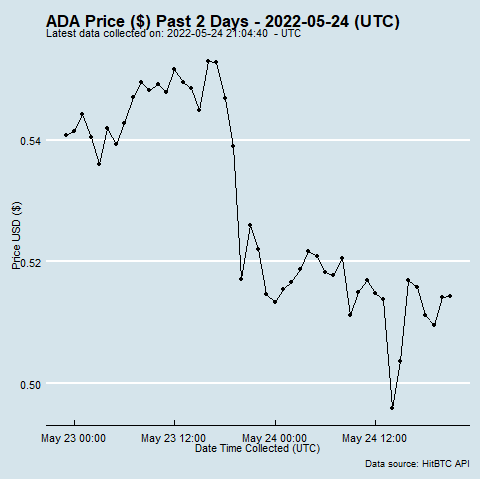 ADA Price ($) Past 2 Days - 2022-05-24 (UTC)
Latest data collected on: 2022-05-24 21:04:40 - UTC
0.54
0.52
0.50
Price USD ($)
May 23 00:00
May 23 12:00
May 24 00:00
May 24 12:00
Date Time Collected (UTC)
Data source: HitBTC API